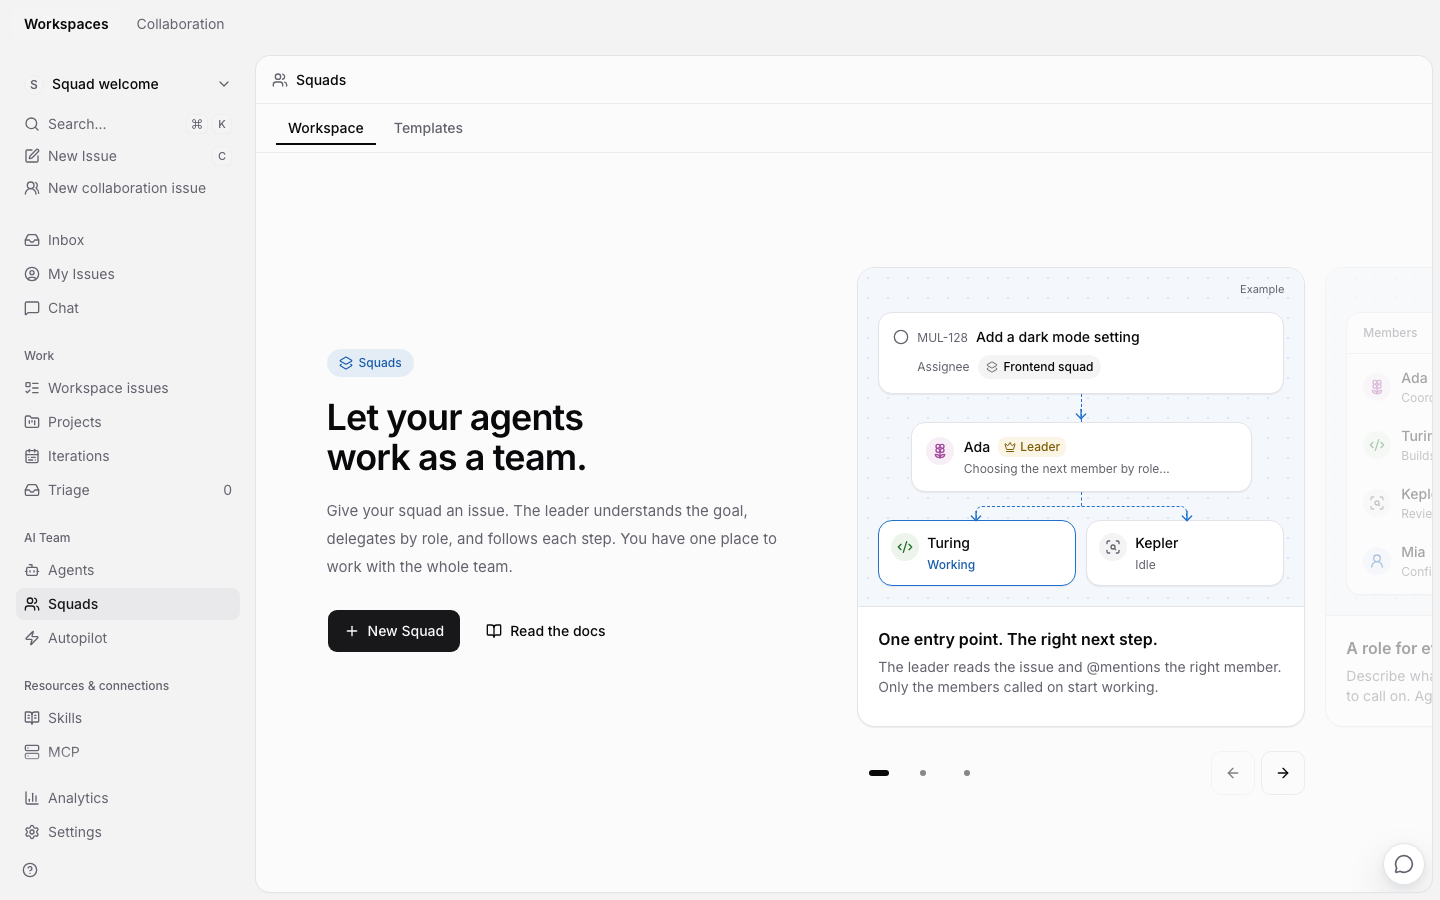 Workspaces
Collaboration
S Squad welcome
Search... ⌘ K
New Issue C
New collaboration issue
Inbox
My Issues
Chat
Work
Workspace issues
Projects
Iterations
Triage 0
AI Team
Agents
Squads
Autopilot
Resources & connections
Skills
MCP
Analytics
Settings
Squads
Workspace
Templates
Squads
Let your agents
work as a team.
Give your squad an issue. The leader understands the goal,
delegates by role, and follows each step. You have one place to
work with the whole team.
New Squad
Read the docs
Example
MUL-128 Add a dark mode setting
Assignee Frontend squad
Ada Leader
Choosing the next member by role...
Turing
Working
Kepler
Idle
One entry point. The right next step.
The leader reads the issue and @mentions the right member.
Only the members called on start working.
Members
Ada
Turin
Builds
Mia
A role for
Describe
to call on.